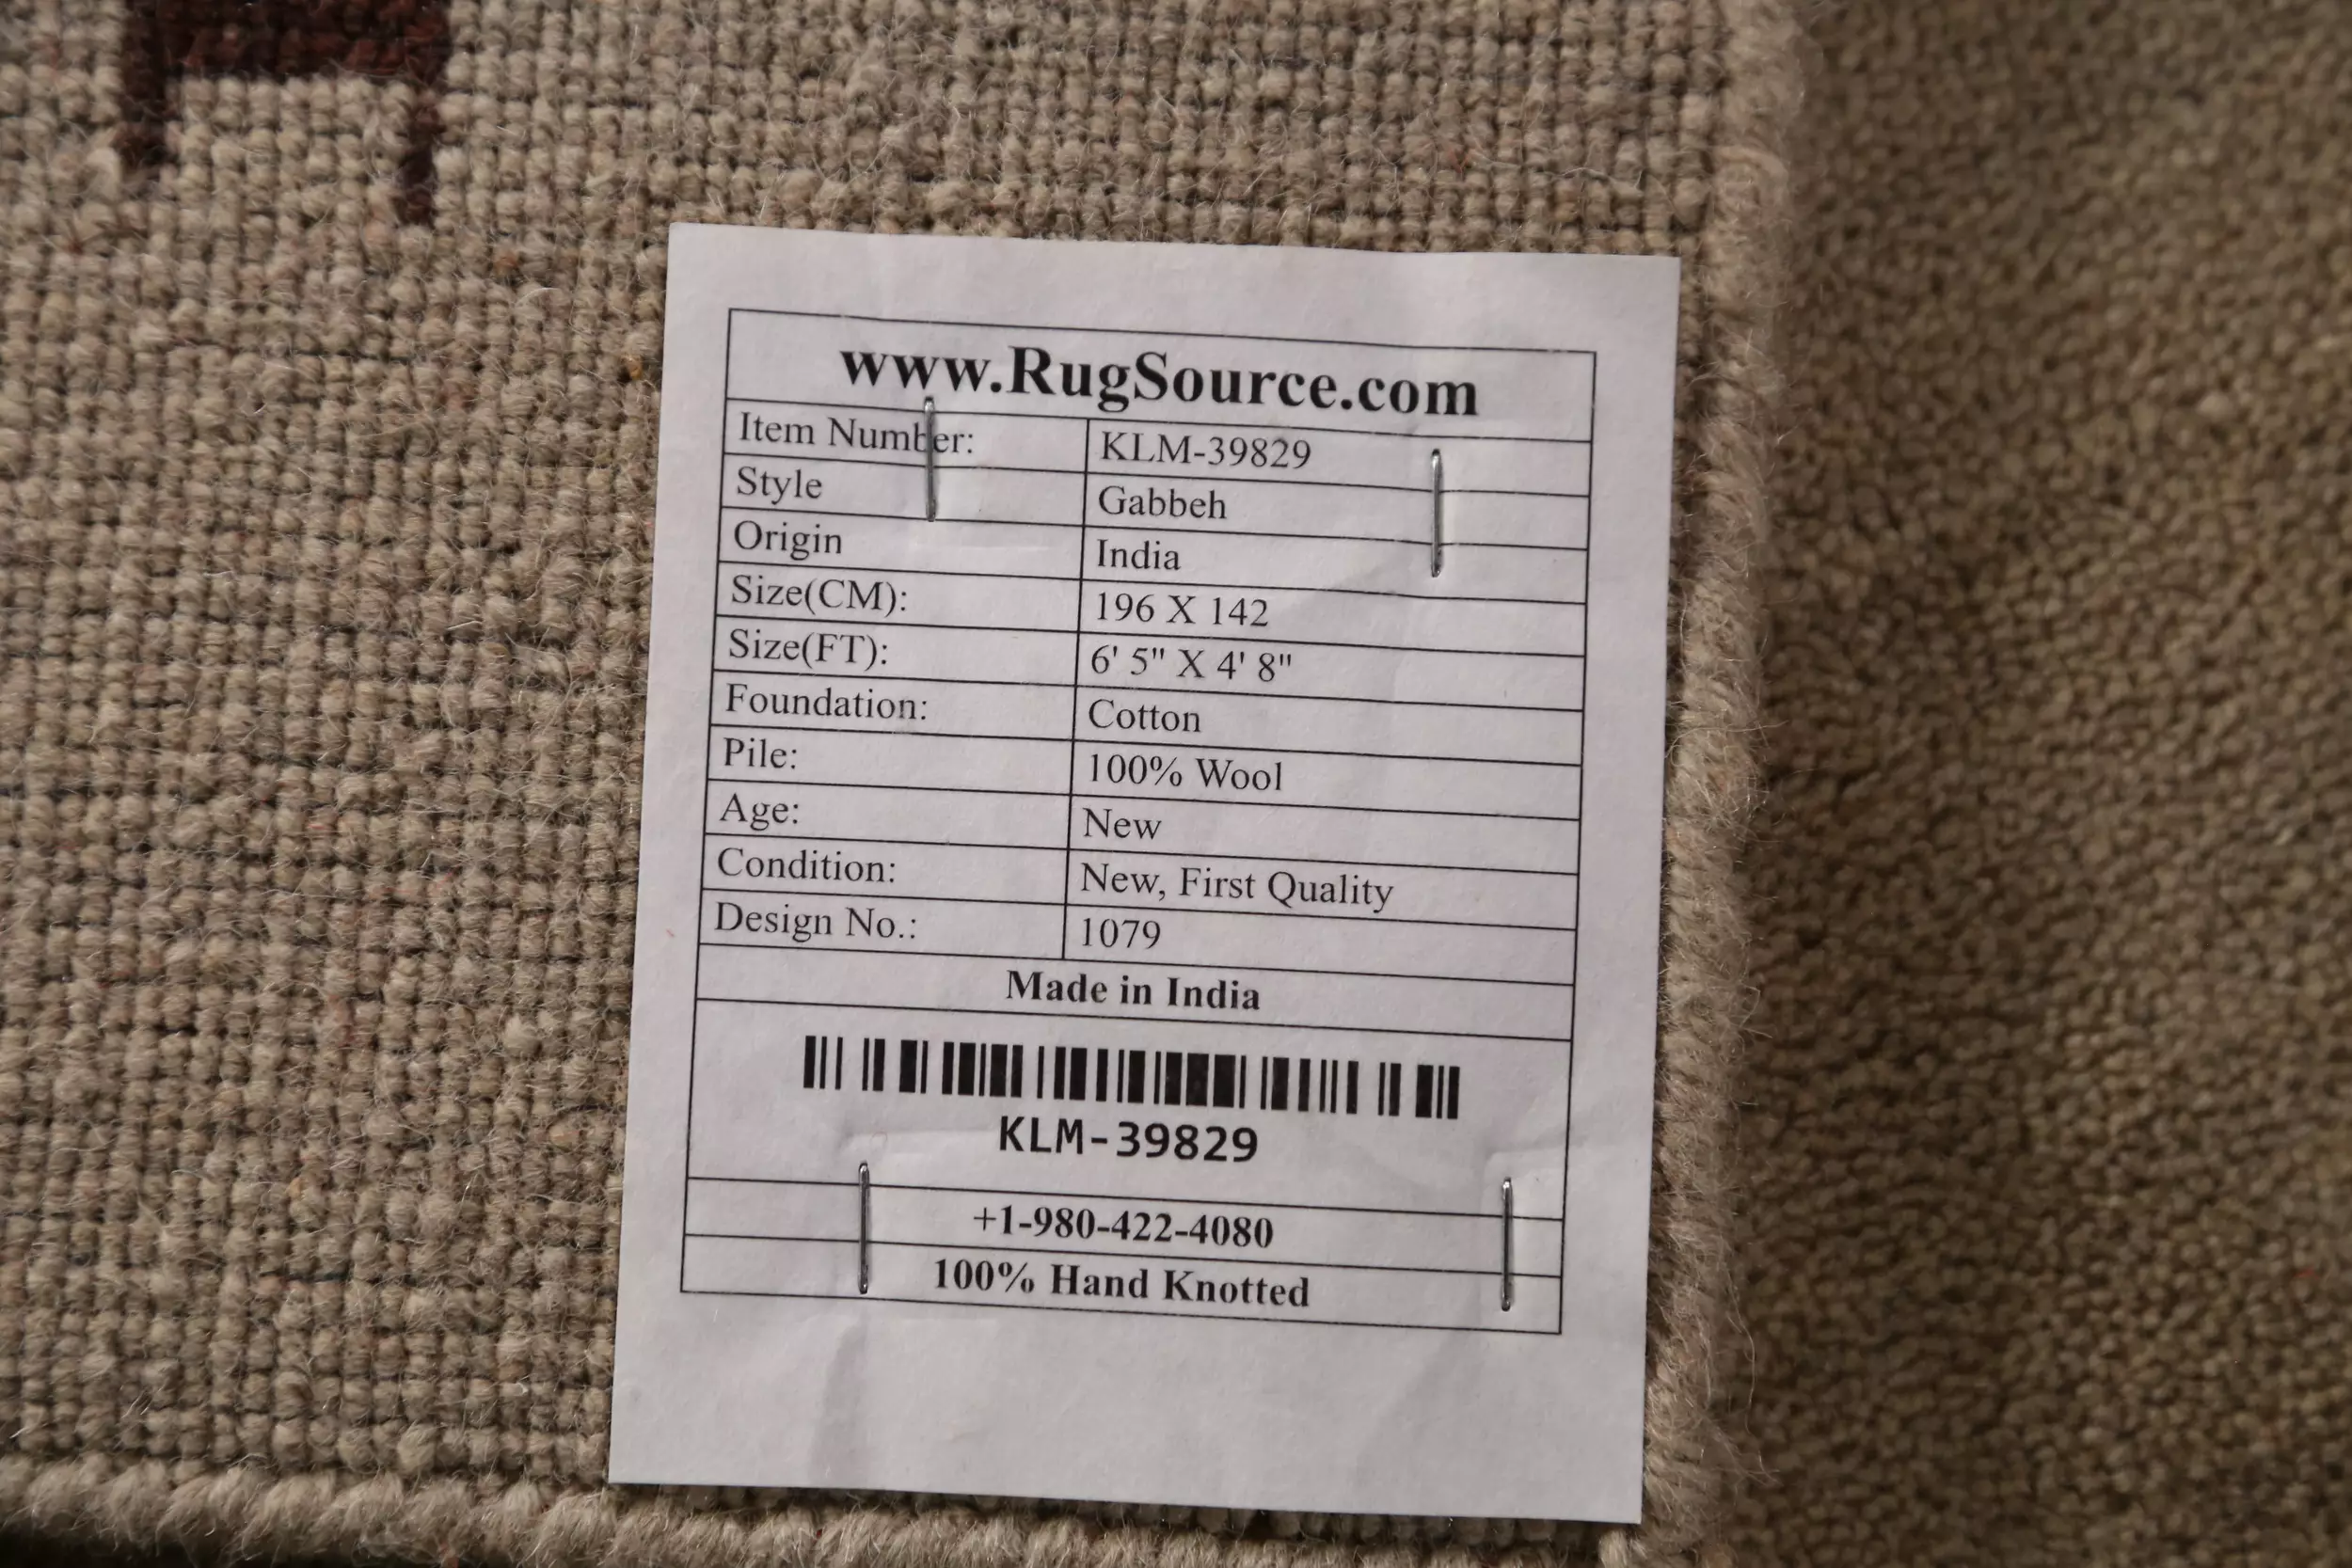 www.RugSource.com
Item Number: KLM-39829
Style Gabbeh
Origin India
Size(CM): 196 X 142
Size(FT): 6' 5" X 4' 8"
Foundation: Cotton
Pile: 100% Wool
Age: New
Condition: New, First Quality
Design No.: 1079
Made in India
KLM-39829
+1-980-422-4080
100% Hand Knotted